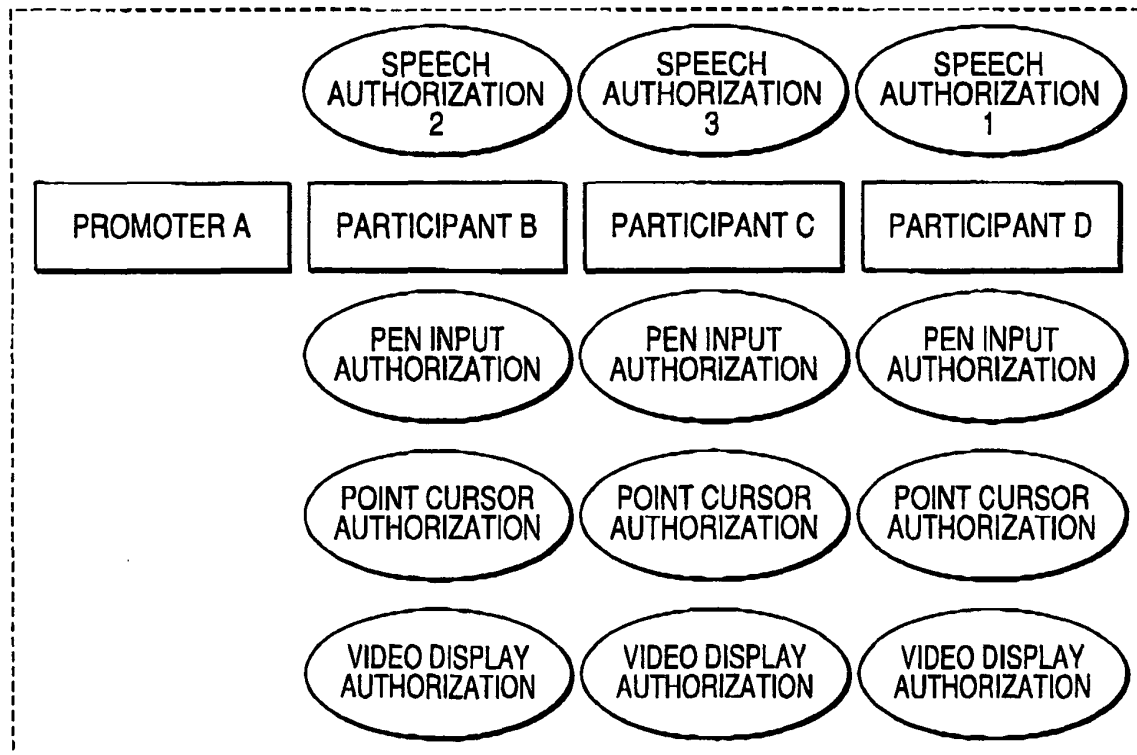 SPEECH
AUTHORIZATION
2
SPEECH
AUTHORIZATION
3
SPEECH
AUTHORIZATION
1
PROMOTER A
PARTICIPANT B
PARTICIPANT C
PARTICIPANT D
PEN INPUT
AUTHORIZATION
PEN INPUT
AUTHORIZATION
PEN INPUT
AUTHORIZATION
POINT CURSOR
AUTHORIZATION
POINT CURSOR
AUTHORIZATION
POINT CURSOR
AUTHORIZATION
VIDEO DISPLAY
AUTHORIZATION
VIDEO DISPLAY
AUTHORIZATION
VIDEO DISPLAY
AUTHORIZATION